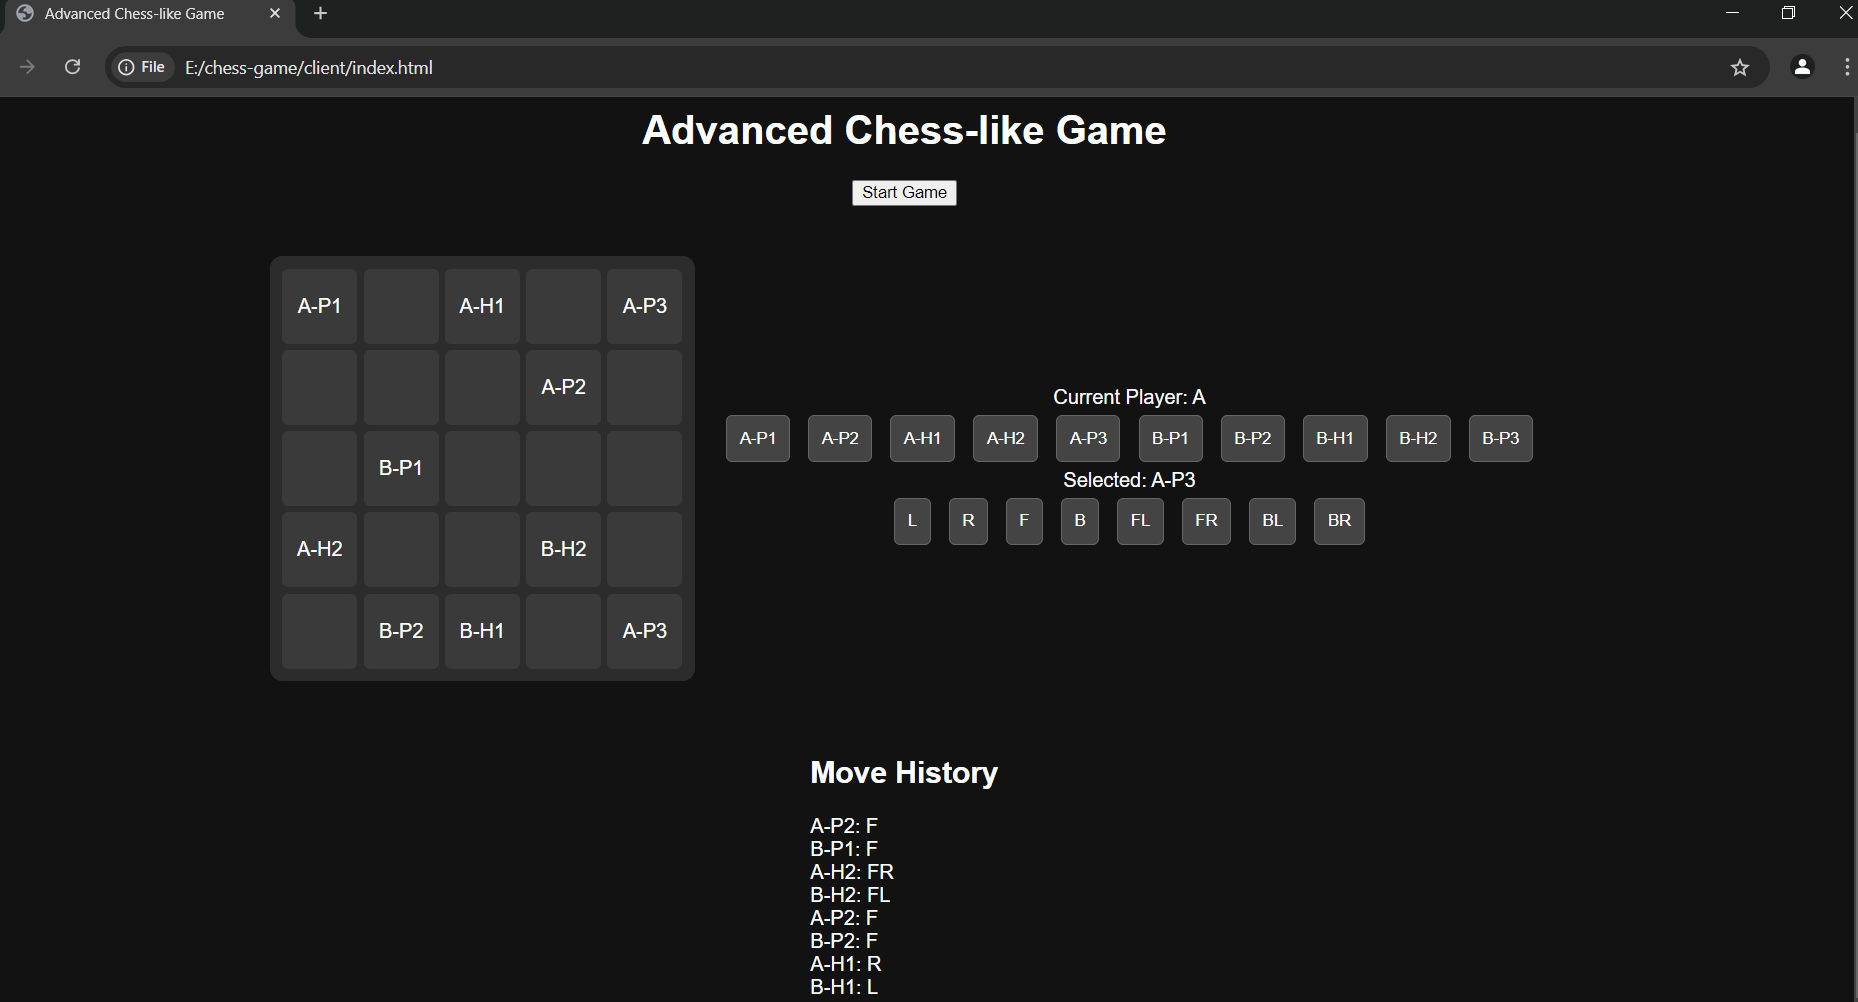 Advanced Chess-like Game
File E:/chess-game/client/index.html
Advanced Chess-like Game
Start Game
A-P1 A-H1 A-P3
A-P2
B-P1
A-H2 B-H2
B-P2 B-H1 A-P3
Current Player: A
A-P1 A-P2 A-H1 A-H2 A-P3 B-P1 B-P2 B-H1 B-H2 B-P3
Selected: A-P3
L R F B FL FR BL BR
Move History
A-P2: F
B-P1: F
A-H2: FR
B-H2: FL
A-P2: F
B-P2: F
A-H1: R
B-H1: L